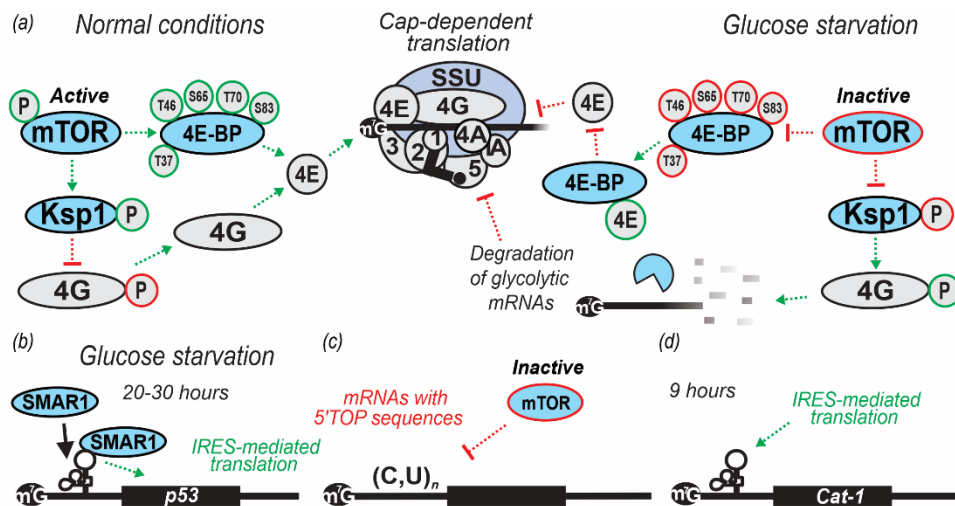 (a)
Normal conditions
Cap-dependent
translation
Glucose starvation
P
Active
mTOR
T46
S65
T70
S83
4E-BP
T37
Ksp1
P
4G
P
4G
4E
SSU
4E
4G
m7G
1
4A
3
2
A
5
4E
4E-BP
4E
T46
S65
T70
S83
4E-BP
T37
Inactive
mTOR
Ksp1
P
4G
P
Degradation
of glycolytic
mRNAs
m7G
(b)
Glucose starvation
20-30 hours
SMAR1
SMAR1
IRES-mediated
translation
m7G
p53
(c)
Inactive
mRNAs with
5'TOP sequences
mTOR
(C,U)n
m7G
(d)
9 hours
IRES-mediated
translation
m7G
Cat-1